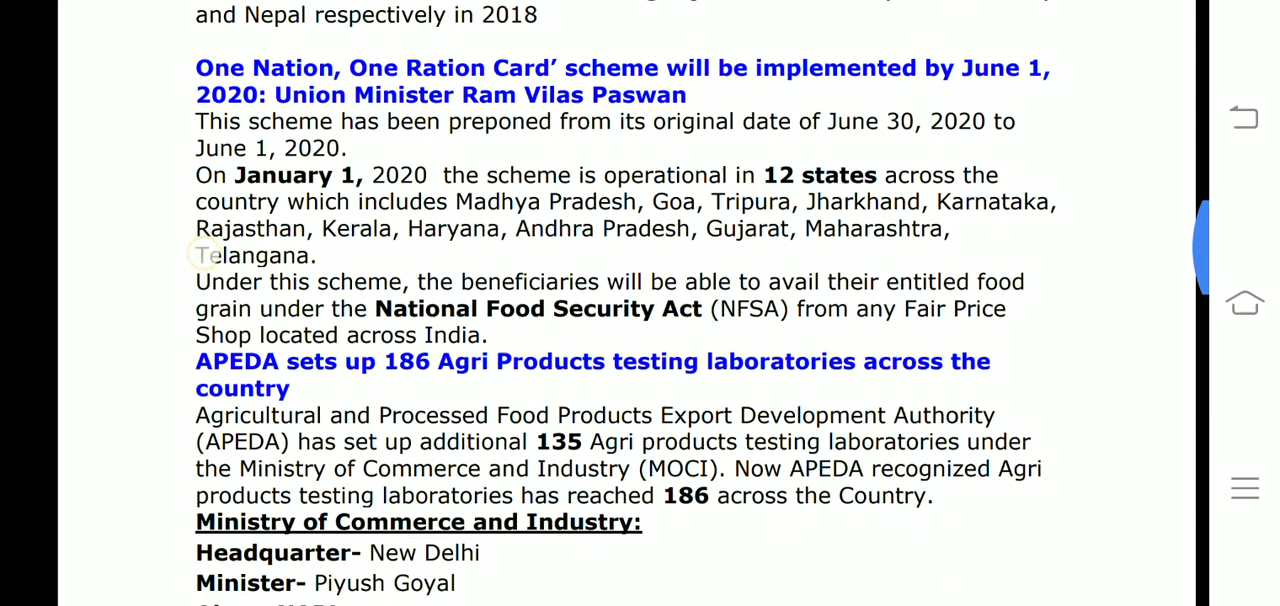 and Nepal respectively in 2018
One Nation, One Ration Card’ scheme will be implemented by June 1,
2020: Union Minister Ram Vilas Paswan
This scheme has been preponed from its original date of June 30, 2020 to
June 1, 2020.
On January 1, 2020 the scheme is operational in 12 states across the
country which includes Madhya Pradesh, Goa, Tripura, Jharkhand, Karnataka,
Rajasthan, Kerala, Haryana, Andhra Pradesh, Gujarat, Maharashtra,
Telangana.
Under this scheme, the beneficiaries will be able to avail their entitled food
grain under the National Food Security Act (NFSA) from any Fair Price
Shop located across India.
APEDA sets up 186 Agri Products testing laboratories across the
country
Agricultural and Processed Food Products Export Development Authority
(APEDA) has set up additional 135 Agri products testing laboratories under
the Ministry of Commerce and Industry (MOCI). Now APEDA recognized Agri
products testing laboratories has reached 186 across the Country.
Ministry of Commerce and Industry:
Headquarter- New Delhi
Minister- Piyush Goyal